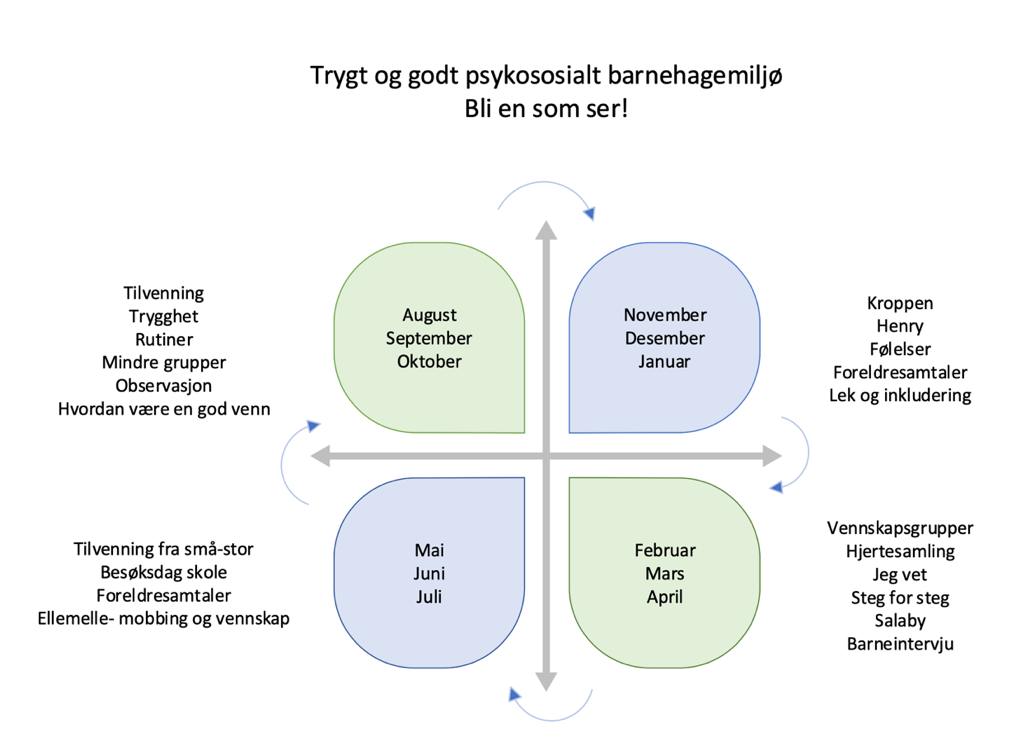 Trygt og godt psykososialt barnehagemiljø
Bli en som ser!
Tilvenning
Trygghet
Rutiner
Mindre grupper
Observasjon
Hvordan være en god venn
August
September
Oktober
November
Desember
Januar
Kroppen
Henry
Følelser
Foreldresamtaler
Lek og inkludering
Tilvenning fra små-stor
Besøksdag skole
Foreldresamtaler
Ellemelle- mobbing og vennskap
Mai
Juni
Juli
Februar
Mars
April
Vennskapsgrupper
Hjertesamling
Jeg vet
Steg for steg
Salaby
Barneintervju